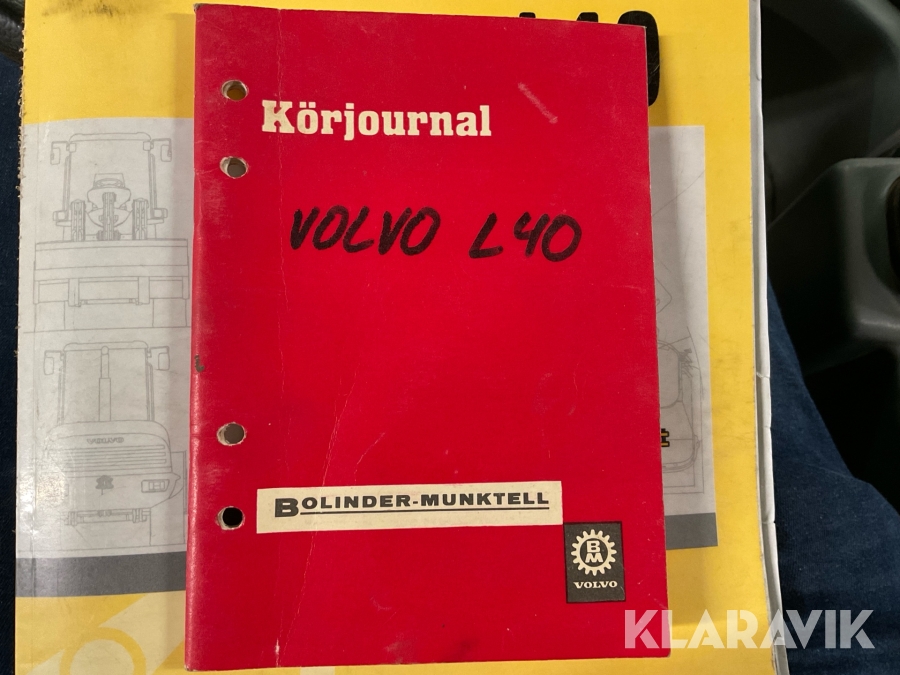 Körjournal
VOLVO L40
BOLINDER-MUNKTELL
BM
VOLVO
VOLVO
KLARAVIK